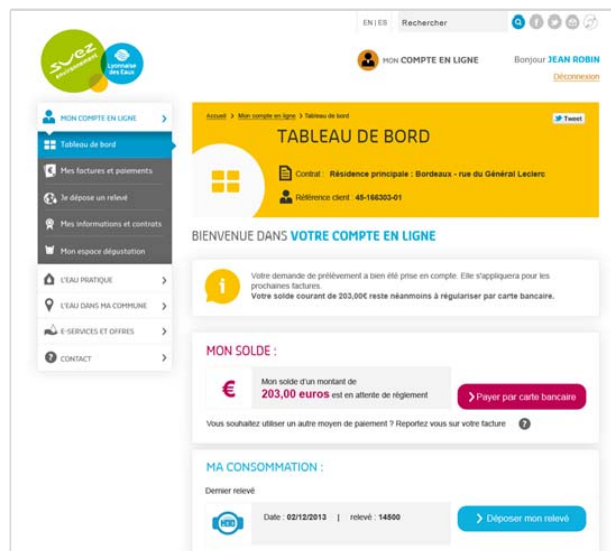 EN | ES
Rechercher
suez
environnement
Lyonnaise
des Eaux
MON COMPTE EN LIGNE
Bonjour JEAN ROBIN
Déconnexion
MON COMPTE EN LIGNE
Tableau de bord
Mes factures et paiements
Je dépose un relevé
Mes informations et contrats
Mon espace dégustation
L'EAU PRATIQUE
L'EAU DANS MA COMMUNE
E-SERVICES ET OFFRES
CONTACT
Accueil > Mon compte en ligne > Tableau de bord
Tweet
TABLEAU DE BORD
Contrat : Résidence principale : Bordeaux - rue du Général Leclerc
Référence client : 45-166303-01
BIENVENUE DANS VOTRE COMPTE EN LIGNE
Votre demande de prélèvement a bien été prise en compte. Elle s'appliquera pour les
prochaines factures.
Votre solde courant de 203,00€ reste néanmoins à régulariser par carte bancaire.
MON SOLDE :
€
Mon solde d'un montant de
203,00 euros est en attente de règlement
Payer par carte bancaire
Vous souhaitez utiliser un autre moyen de paiement ? Reportez vous sur votre facture ?
MA CONSOMMATION :
Dernier relevé
Date : 02/12/2013 | relevé : 14500
Déposer mon relevé